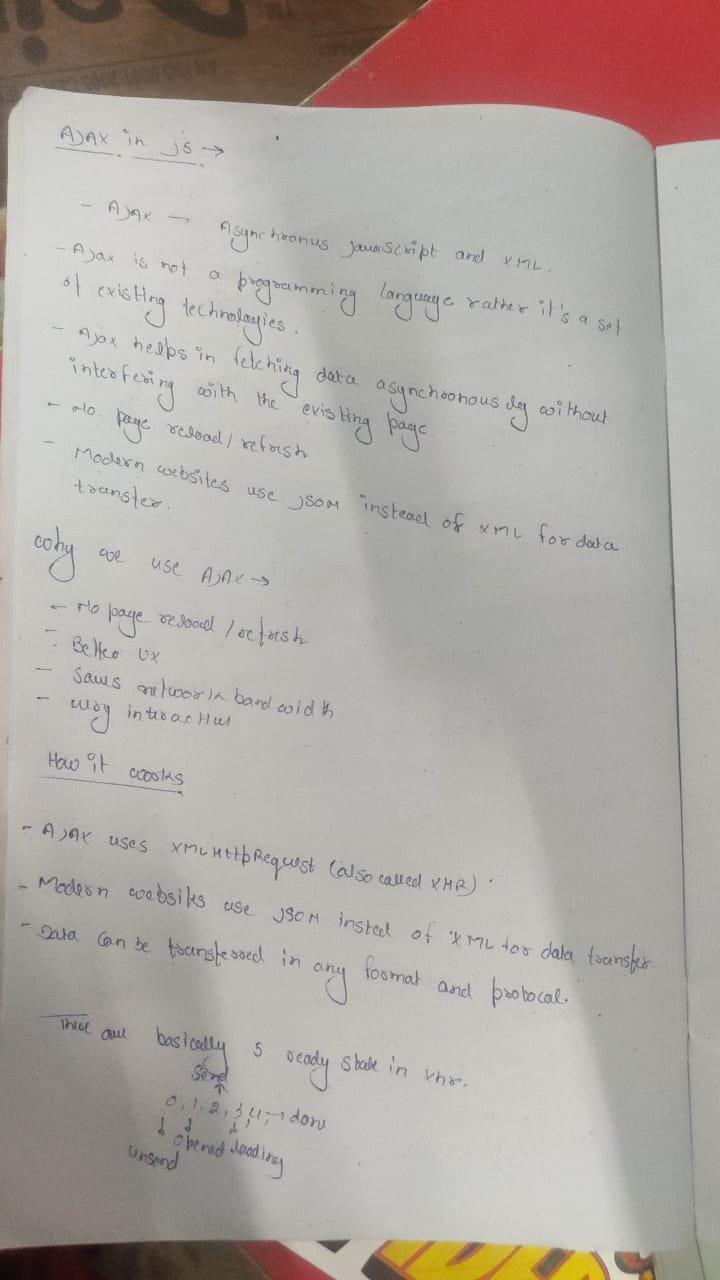 AJAX in js →
- AJAX → Asynchronus javaScript and XML.
- Ajax is not a programming language rather it's a set
of existing technologies.
- Ajax helps in fetching data asynchronously without
interfering with the existing page
- No. page reload / refresh
- Modern websites use JSON instead of XML for data
transfer.
why we use AJAX →
- No page reload / refresh
- Better UX
- Saves network bandwidth
- very interactive
How it works
- AJAX uses XMLHttpRequest (also called XHR).
- Modern websites use JSON insted of XML for data transfer
- Data can be transferred in any format and protocal.
There are basically 5 ready state in xhr.
send
0, 1, 2, 3, 4, → done
opened loading
unsend